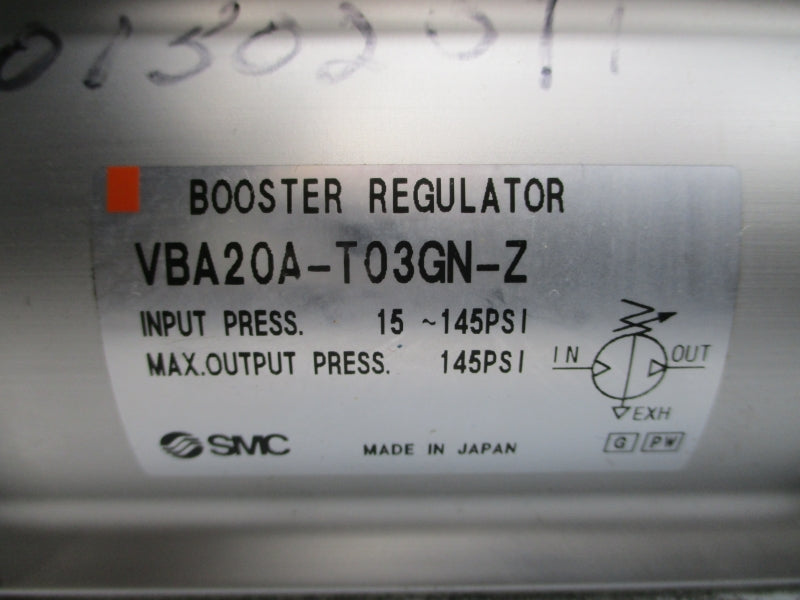 BOOSTER REGULATOR
VBA20A-T03GN-Z
INPUT PRESS. 15 ~145PSI
MAX.OUTPUT PRESS. 145PSI
IN
OUT
EXH
SMC
MADE IN JAPAN
G PW